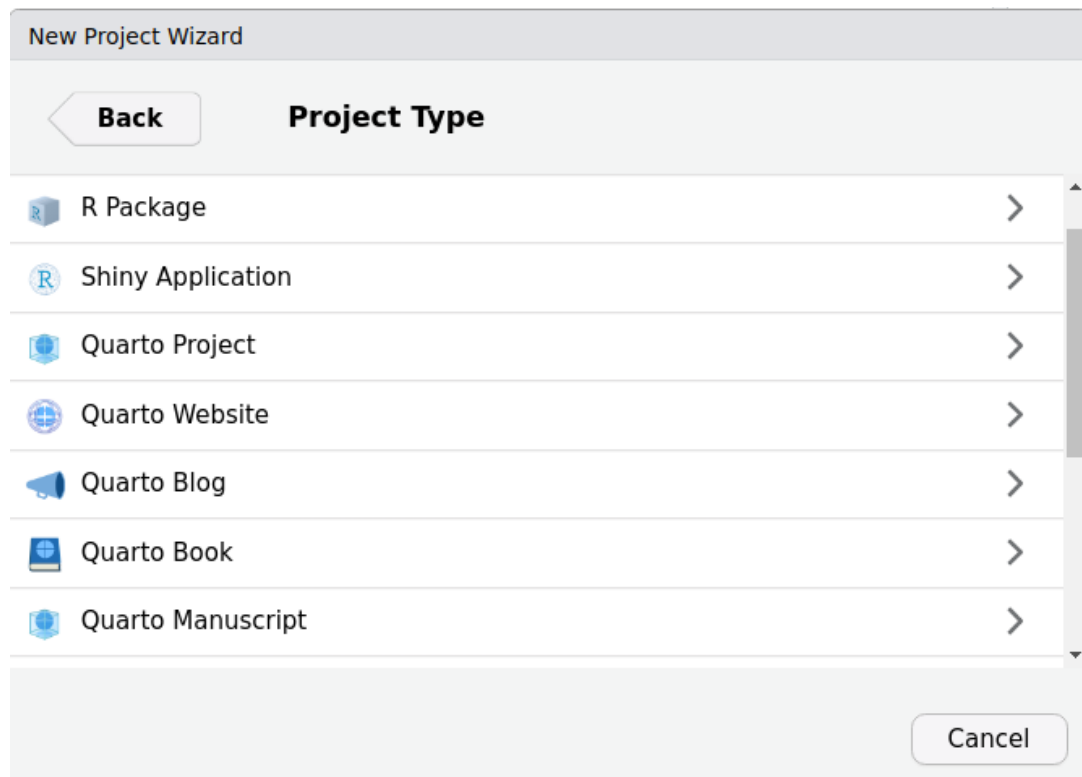 New Project Wizard
Back
Project Type
R Package
Shiny Application
Quarto Project
Quarto Website
Quarto Blog
Quarto Book
Quarto Manuscript
Cancel